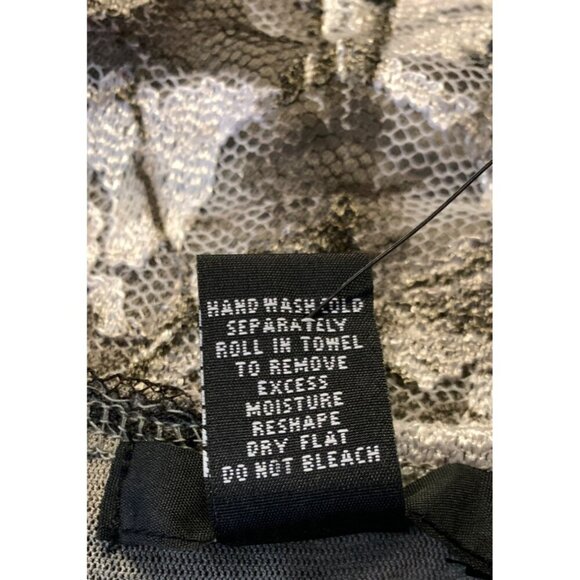 HAND WASH COLD
SEPARATELY
ROLL IN TOWEL
TO REMOVE
EXCESS
MOISTURE
RESHAPE
DRY FLAT
DO NOT BLEACH